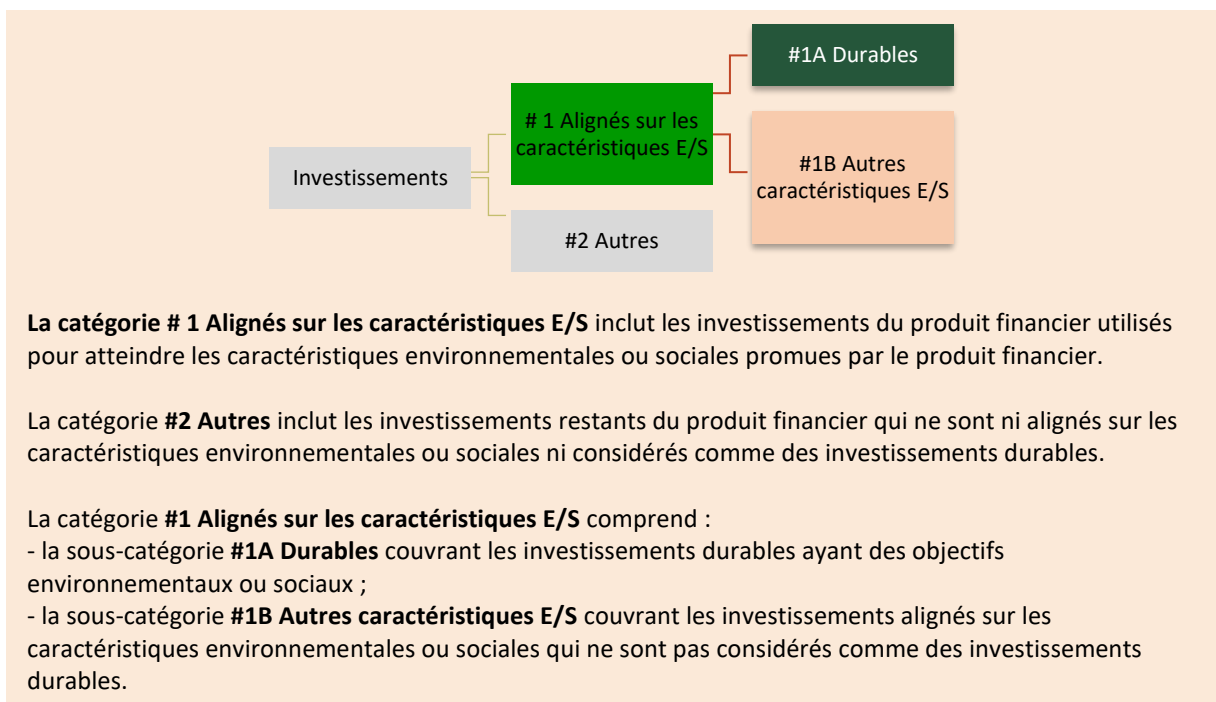 #1A Durables
# 1 Alignés sur les
caractéristiques E/S
#1B Autres
caractéristiques E/S
Investissements
#2 Autres
La catégorie # 1 Alignés sur les caractéristiques E/S inclut les investissements du produit financier utilisés
pour atteindre les caractéristiques environnementales ou sociales promues par le produit financier.
La catégorie #2 Autres inclut les investissements restants du produit financier qui ne sont ni alignés sur les
caractéristiques environnementales ou sociales ni considérés comme des investissements durables.
La catégorie #1 Alignés sur les caractéristiques E/S comprend :
- la sous-catégorie #1A Durables couvrant les investissements durables ayant des objectifs
environnementaux ou sociaux ;
- la sous-catégorie #1B Autres caractéristiques E/S couvrant les investissements alignés sur les
caractéristiques environnementales ou sociales qui ne sont pas considérés comme des investissements
durables.